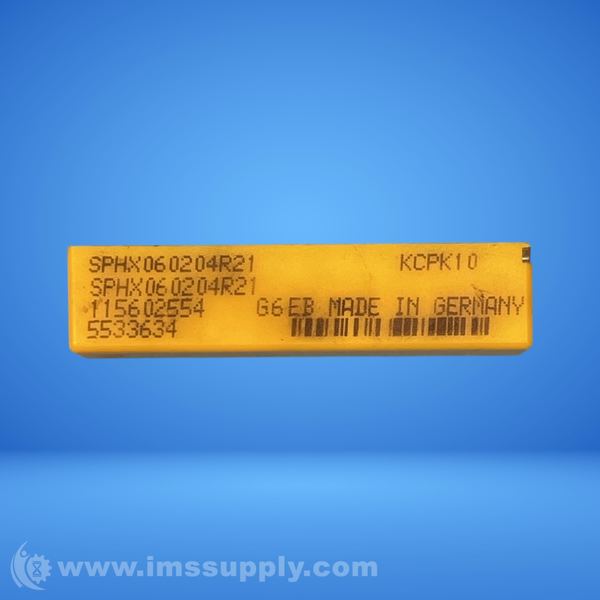 SPHX060204R21 KCPK10
SPHX060204R21
115602554 G6EB MADE IN GERMANY
5533634
www.imssupply.com